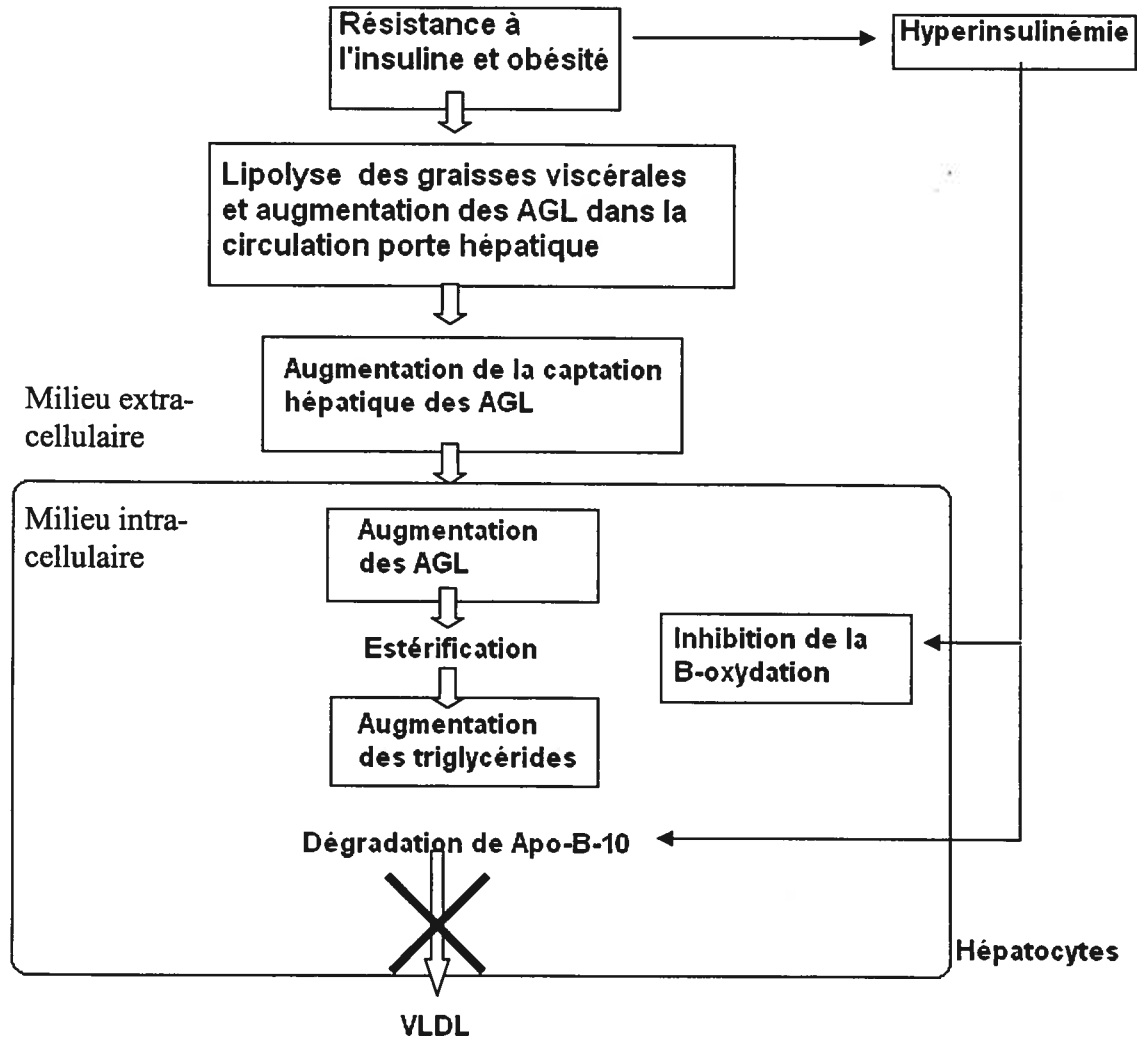 Résistance à
l'insuline et obésité
Hyperinsulinémie
Lipolyse des graisses viscérales
et augmentation des AGL dans la
circulation porte hépatique
Augmentation de la captation
hépatique des AGL
Milieu extra-
cellulaire
Milieu intra-
cellulaire
Augmentation
des AGL
Estérification
Inhibition de la
B-oxydation
Augmentation
des triglycérides
Dégradation de Apo-B-10
Hépatocytes
VLDL